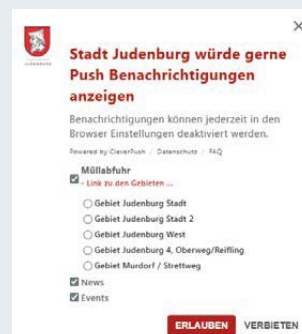 JUDENBURG
Stadt Judenburg würde gerne
Push Benachrichtigungen
anzeigen
Benachrichtigungen können jederzeit in den
Browser Einstellungen deaktiviert werden.
Powered by CleverPush / Datenschutz / FAQ
Müllabfuhr
- Link zu den Gebieten ...
Gebiet Judenburg Stadt
Gebiet Judenburg Stadt 2
Gebiet Judenburg West
Gebiet Judenburg 4, Oberweg/Reifling
Gebiet Murdorf / Strettweg
News
Events
ERLAUBEN VERBIETEN